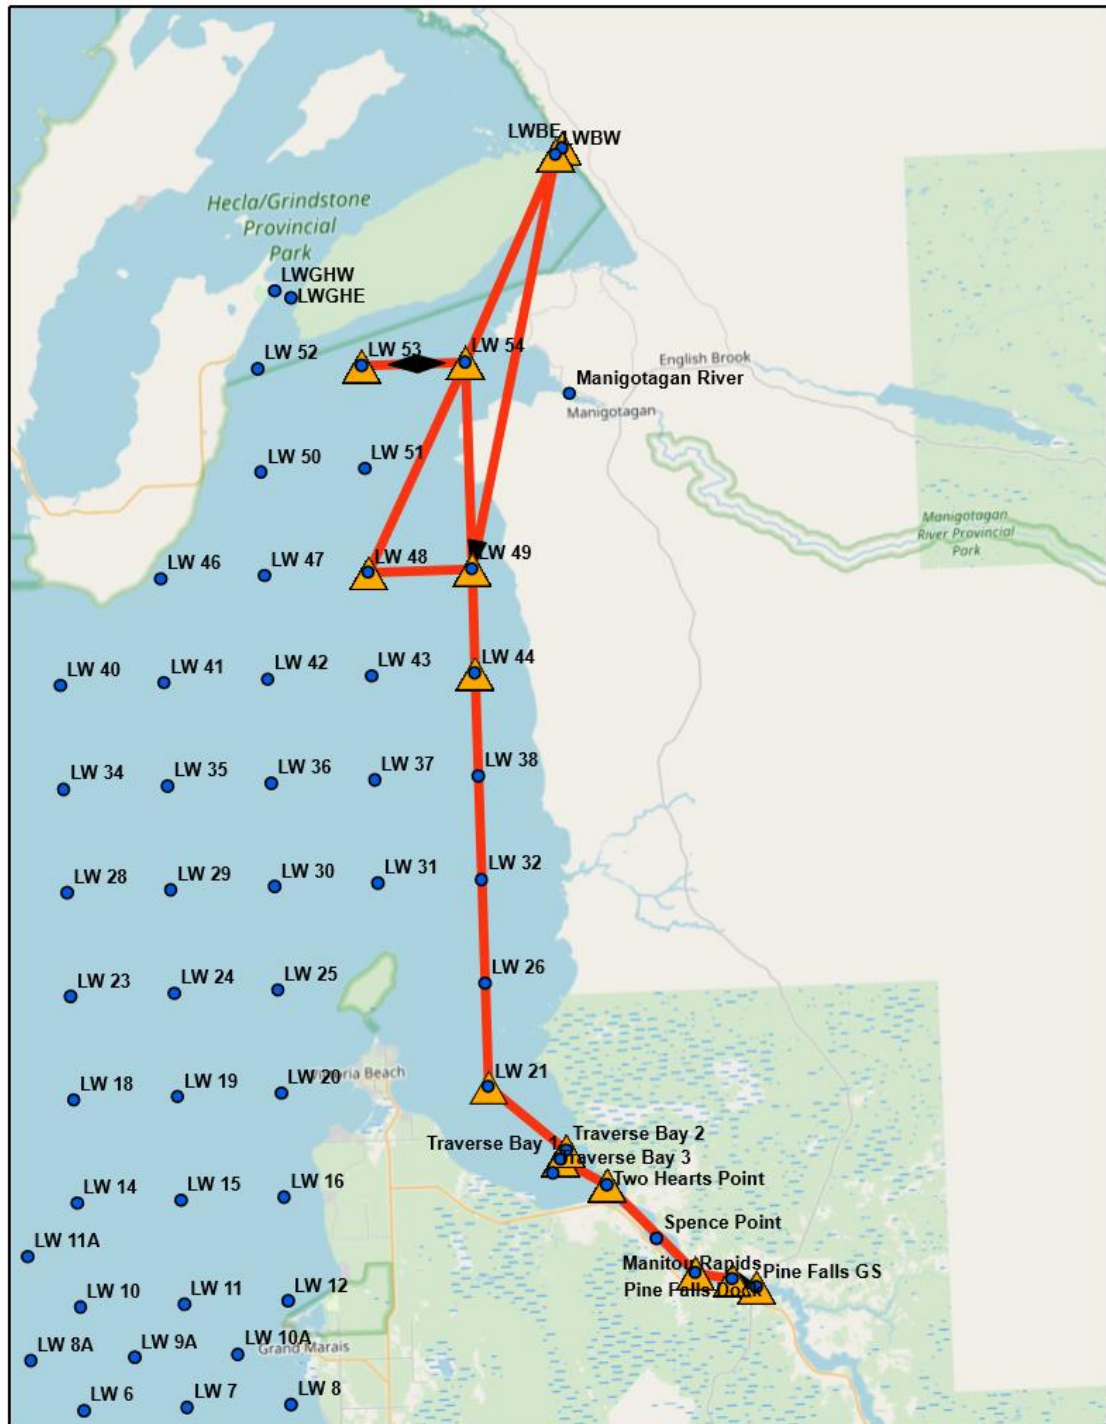 LWBE
LWBW
Hecla/Grindstone
Provincial
Park
LWGHW
LWGHE
LW 52
LW 53
LW 54
English Brook
Manigotagan River
Manigotagan
LW 50
LW 51
Manigotagan
River Provincial
Park
LW 46
LW 47
LW 48
LW 49
LW 40
LW 41
LW 42
LW 43
LW 44
LW 34
LW 35
LW 36
LW 37
LW 38
LW 28
LW 29
LW 30
LW 31
LW 32
LW 23
LW 24
LW 25
LW 26
LW 18
LW 19
LW 20
Victoria Beach
LW 21
Traverse Bay 1
Traverse Bay 2
Traverse Bay 3
Two Hearts Point
LW 14
LW 15
LW 16
Spence Point
LW 11A
Manitou Rapids
Pine Falls GS
Pine Falls Dock
LW 10
LW 11
LW 12
LW 8A
LW 9A
LW 10A
Grand Marais
LW 6
LW 7
LW 8